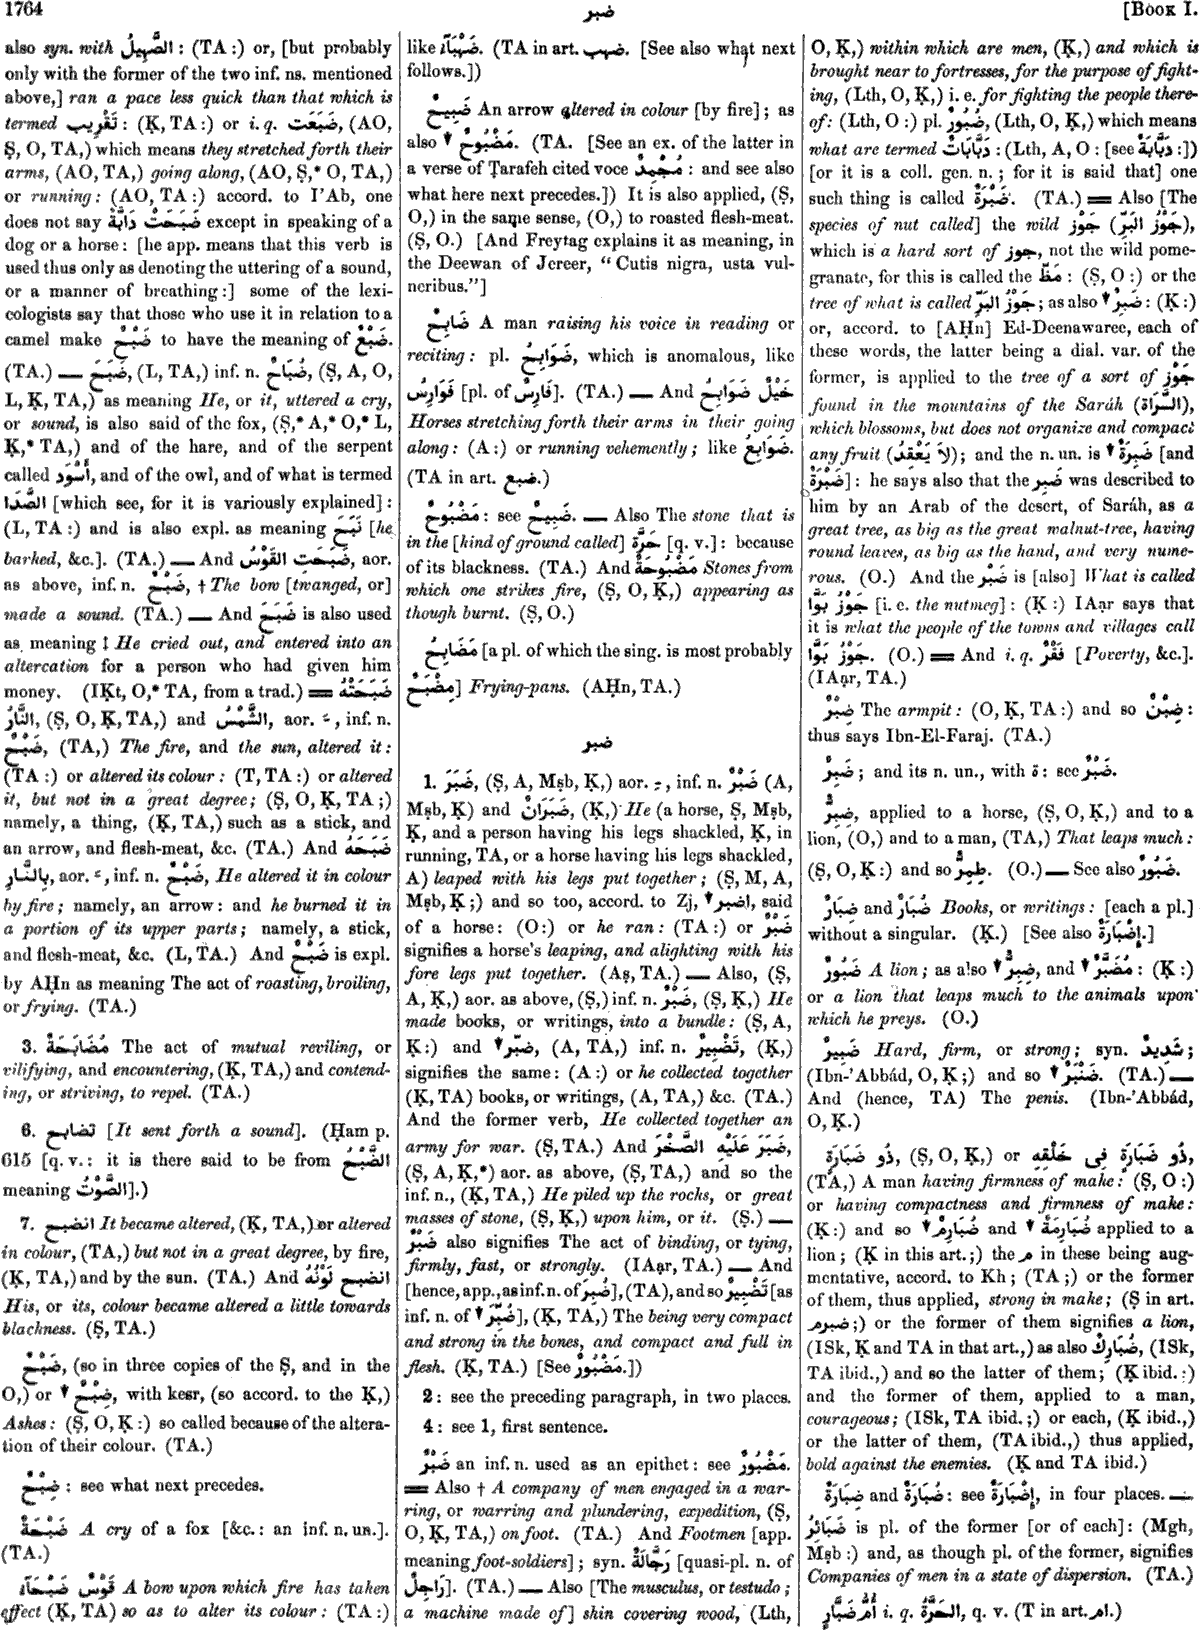 1764
ضبر
[BOOK I.
also syn. with الصَّهِيلُ : (TA :) or, [but probably
only with the former of the two inf. ns. mentioned
above,] ran a pace less quick than that which is
termed تَقْرِيب : (Ḳ, TA :) or i. q. ضَبَعَت, (AO,
Ṣ, O, TA,) which means they stretched forth their
arms, (AO, TA,) going along, (AO, Ṣ,* O, TA,)
or running : (AO, TA :) accord. to I’Ab, one
does not say ضَبَحَتْ دَابَّةٌ except in speaking of a
dog or a horse : [he app. means that this verb is
used thus only as denoting the uttering of a sound,
or a manner of breathing :] some of the lexi-
cologists say that those who use it in relation to a
camel make ضَبْحٌ to have the meaning of ضَبْعٌ.
(TA.) — ضَبَحَ, (L, TA,) inf. n. ضُبَاحٌ, (Ṣ, A, O,
L, Ḳ, TA,) as meaning He, or it, uttered a cry,
or sound, is also said of the fox, (Ṣ,* A,* O,* L,
Ḳ,* TA,) and of the hare, and of the serpent
called أَسْوَد, and of the owl, and of what is termed
الصَّدَا [which see, for it is variously explained] :
(L, TA :) and is also expl. as meaning نَبَحَ [he
barked, &c.]. (TA.) — And ضَبَحَتِ القَوْسُ, aor.
as above, inf. n. ضَبْحٌ, † The bow [twanged, or]
made a sound. (TA.) — And ضَبَحَ is also used
as meaning ‡ He cried out, and entered into an
altercation for a person who had given him
money. (IḲt, O,* TA, from a trad.) = ضَبَحَتْهُ
النَّارُ, (Ṣ, O, Ḳ, TA,) and الشَّمْسُ, aor. ـَ, inf. n.
ضَبْحٌ, (TA,) The fire, and the sun, altered it :
(TA :) or altered its colour : (T, TA :) or altered
it, but not in a great degree ; (Ṣ, O, Ḳ, TA ;)
namely, a thing, (Ḳ, TA,) such as a stick, and
an arrow, and flesh-meat, &c. (TA.) And ضَبَحَهُ
بِالنَّارِ, aor. ـَ, inf. n. ضَبْحٌ, He altered it in colour
by fire ; namely, an arrow : and he burned it in
a portion of its upper parts ; namely, a stick,
and flesh-meat, &c. (L, TA.) And ضَبْحٌ is expl.
by AḤn as meaning The act of roasting, broiling,
or frying. (TA.)
3. مُضَابَحَةٌ The act of mutual reviling, or
vilifying, and encountering, (Ḳ, TA,) and contend-
ing, or striving, to repel. (TA.)
6. تضابح [It sent forth a sound]. (Ḥam p.
615 [q. v. : it is there said to be from الضَّبْحُ
meaning الصَّوْتُ].)
7. انضبح It became altered, (Ḳ, TA,) or altered
in colour, (TA,) but not in a great degree, by fire,
(Ḳ, TA,) and by the sun. (TA.) And انضبح لَوْنُهُ
His, or its, colour became altered a little towards
blackness. (Ṣ, TA.)
ضَبْحٌ, (so in three copies of the Ṣ, and in the
O,) or ▾ ضِبْحٌ, with kesr, (so accord. to the Ḳ,)
Ashes : (Ṣ, O, Ḳ :) so called because of the altera-
tion of their colour. (TA.)
ضِبْحٌ : see what next precedes.
ضَبْحَةٌ A cry of a fox [&c. : an inf. n. un.].
(TA.)
قَوْسٌ ضَبْحَآءُ A bow upon which fire has taken
effect (Ḳ, TA) so as to alter its colour : (TA :)
like ضَهْبَآءُ. (TA in art. ضهب. [See also what next
follows.])
ضَبِيحٌ An arrow altered in colour [by fire] ; as
also ▾ مَضْبُوحٌ. (TA. [See an ex. of the latter in
a verse of Ṭarafeh cited voce مُجْمِدٌ : and see also
what here next precedes.]) It is also applied, (Ṣ,
O,) in the same sense, (O,) to roasted flesh-meat.
(Ṣ, O.) [And Freytag explains it as meaning, in
the Deewan of Jereer, “ Cutis nigra, usta vul-
neribus.”]
ضَابِحٌ A man raising his voice in reading or
reciting : pl. ضَوَابِحُ, which is anomalous, like
فَوَارِسُ [pl. of فَارِسٌ]. (TA.) — And خَيْلٌ ضَوَابِحُ
Horses stretching forth their arms in their going
along : (A :) or running vehemently ; like ضَوَابِعُ.
(TA in art. ضبع.)
مَضْبُوحٌ : see ضَبِيحٌ. — Also The stone that is
in the [kind of ground called] حَرَّة [q. v.] : because
of its blackness. (TA.) And مَضْبُوحَةٌ Stones from
which one strikes fire, (Ṣ, O, Ḳ,) appearing as
though burnt. (Ṣ, O.)
مَضَابِحُ [a pl. of which the sing. is most probably
مِضْبَحٌ] Frying-pans. (AḤn, TA.)
ضبر
1. ضَبَرَ, (Ṣ, A, Mṣb, Ḳ,) aor. ـِ, inf. n. ضَبْرٌ (A,
Mṣb, Ḳ) and ضَبَرَانٌ, (Ḳ,) He (a horse, Ṣ, Mṣb,
Ḳ, and a person having his legs shackled, Ḳ, in
running, TA, or a horse having his legs shackled,
A) leaped with his legs put together ; (Ṣ, M, A,
Mṣb, Ḳ ;) and so too, accord. to Zj, ▾ اضبر, said
of a horse : (O :) or he ran : (TA :) or ضَبْرٌ
signifies a horse’s leaping, and alighting with his
fore legs put together. (Aṣ, TA.) — Also, (Ṣ,
A, Ḳ,) aor. as above, (Ṣ,) inf. n. ضَبْرٌ, (Ṣ, Ḳ,) He
made books, or writings, into a bundle : (Ṣ, A,
Ḳ :) and ▾ ضبّر, (A, TA,) inf. n. تَضْبِيرٌ, (Ḳ,)
signifies the same : (A :) or he collected together
(Ḳ, TA) books, or writings, (A, TA,) &c. (TA.)
And the former verb, He collected together an
army for war. (Ṣ, TA.) And ضَبَرَ عَلَيْهِ الصَّخْرَ,
(Ṣ, A, Ḳ,*) aor. as above, (Ṣ, TA,) and so the
inf. n., (Ḳ, TA,) He piled up the rocks, or great
masses of stone, (Ṣ, Ḳ,) upon him, or it. (Ṣ.) —
ضَبْرٌ also signifies The act of binding, or tying,
firmly, fast, or strongly. (IAạr, TA.) — And
[hence, app., as inf. n. of ضُبِرَ], (TA), and so تَضْبِيرٌ [as
inf. n. of ▾ ضُبِّرَ], (Ḳ, TA,) The being very compact
and strong in the bones, and compact and full in
flesh. (Ḳ, TA.) [See مَضْبُورٌ.])
2 : see the preceding paragraph, in two places.
4 : see 1, first sentence.
ضَبْرٌ an inf. n. used as an epithet : see مَضْبُورٌ.
= Also † A company of men engaged in a war-
ring, or warring and plundering, expedition, (Ṣ,
O, Ḳ, TA,) on foot. (TA.) And Footmen [app.
meaning foot-soldiers] ; syn. رَجَّالَةٌ [quasi-pl. n. of
رَاجِلٌ]. (TA.) — Also [The musculus, or testudo ;
a machine made of] skin covering wood, (Lth,
O, Ḳ,) within which are men, (Ḳ,) and which is
brought near to fortresses, for the purpose of fight-
ing, (Lth, O, Ḳ,) i. e. for fighting the people there-
of : (Lth, O :) pl. ضُبُورٌ, (Lth, O, Ḳ,) which means
what are termed دَبَّابَاتٌ : (Lth, A, O : [see دَبَّابَةٌ :])
[or it is a coll. gen. n. ; for it is said that] one
such thing is called ضَبْرَةٌ. (TA.) = Also [The
species of nut called] the wild جَوْز (جَوْزُ البَرِّ),
which is a hard sort of جوز, not the wild pome-
granate, for this is called the مَظّ : (Ṣ, O :) or the
tree of what is called جَوْزُ البَرِّ ; as also ▾ ضَبِرٌ : (Ḳ :)
or, accord. to [AḤn] Ed-Deenawaree, each of
these words, the latter being a dial. var. of the
former, is applied to the tree of a sort of جَوْز
found in the mountains of the Saráh (السَّرَاة),
which blossoms, but does not organize and compact
any fruit (لَا يَعْقِدُ) ; and the n. un. is ▾ ضَبِرَةٌ [and
ضَبْرَةٌ] : he says also that the ضَبِر was described to
him by an Arab of the desert, of Saráh, as a
great tree, as big as the great walnut-tree, having
round leaves, as big as the hand, and very nume-
rous. (O.) And the ضَبْر is [also] What is called
جَوْزُ بَوَّا [i. e. the nutmeg] : (Ḳ :) IAạr says that
it is what the people of the towns and villages call
جَوْزُ بَوَّا. (O.) = And i. q. فَقْرٌ [Poverty, &c.].
(IAạr, TA.)
ضِبْرٌ The armpit : (O, Ḳ, TA :) and so ضِبْنٌ :
thus says Ibn-El-Faraj. (TA.)
ضَبِرٌ ; and its n. un., with ة : see ضَبْرٌ.
ضِبِرٌّ, applied to a horse, (Ṣ, O, Ḳ,) and to a
lion, (O,) and to a man, (TA,) That leaps much :
(Ṣ, O, Ḳ :) and so طِمِرٌّ. (O.) — See also ضَبُورٌ.
ضَبَارٌ and ضُبَارٌ Books, or writings : [each a pl.]
without a singular. (Ḳ.) [See also إِضْبَارَةٌ.]
ضَبُورٌ A lion ; as also ▾ ضِبِرٌّ, and ▾ مُضَبَّرٌ : (Ḳ :)
or a lion that leaps much to the animals upon
which he preys. (O.)
ضَبِيرٌ Hard, firm, or strong ; syn. شَدِيدٌ ;
(Ibn-’Abbád, O, Ḳ ;) and so ▾ ضَنْبَرٌ. (TA.) —
And (hence, TA) The penis. (Ibn-’Abbád,
O, Ḳ.)
ذُو ضَبَارَةٍ, (Ṣ, O, Ḳ,) or ذُو ضَبَارَةٍ فِى خَلْقِهِ,
(TA,) A man having firmness of make : (Ṣ, O :)
or having compactness and firmness of make :
(Ḳ :) and so ▾ ضُبَارِمٌ and ▾ ضُبَارِمَةٌ applied to a
lion ; (Ḳ in this art. ;) the م in these being aug-
mentative, accord. to Kh ; (TA ;) or the former
of them, thus applied, strong in make ; (Ṣ in art.
ضبرم ;) or the former of them signifies a lion,
(ISk, Ḳ and TA in that art.,) as also ضُبَارِكٌ, (ISk,
TA ibid.,) and so the latter of them ; (Ḳ ibid. :)
and the former of them, applied to a man,
courageous ; (ISk, TA ibid. ;) or each, (Ḳ ibid.,)
or the latter of them, (TA ibid.,) thus applied,
bold against the enemies. (Ḳ and TA ibid.)
ضِبَارَةٌ and ضُبَارَةٌ : see إِضْبَارَةٌ, in four places. —
ضَبَائِرُ is pl. of the former [or of each] : (Mgh,
Mṣb :) and, as though pl. of the former, signifies
Companies of men in a state of dispersion. (TA.)
أُمُّ ضَبَّارٍ i. q. الحَرَّةُ, q. v. (T in art. ام.)